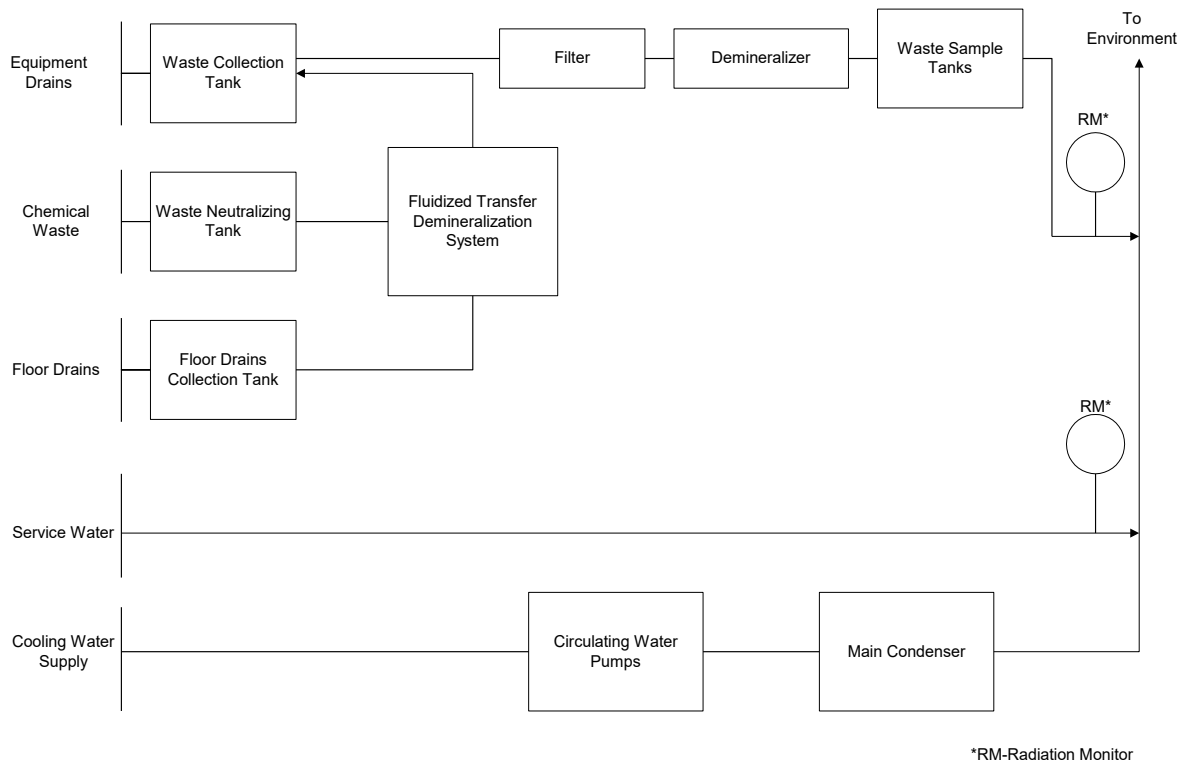 To
Environment
Equipment
Drains
Waste Collection
Tank
Filter
Demineralizer
Waste Sample
Tanks
RM*
Chemical
Waste
Waste Neutralizing
Tank
Fluidized Transfer
Demineralization
System
Floor Drains
Floor Drains
Collection Tank
RM*
Service Water
Cooling Water
Supply
Circulating Water
Pumps
Main Condenser
*RM-Radiation Monitor